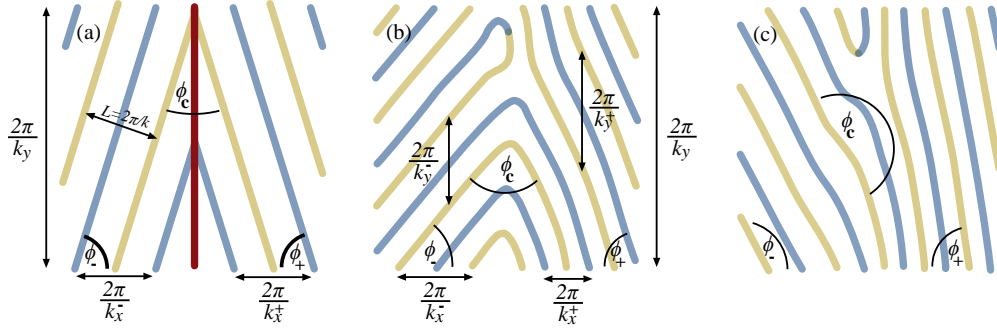 (a)
2π
k_y
L=2π/k
ϕ_c
ϕ_-
ϕ_+
2π
k_x^-
2π
k_x^+
(b)
2π
k_y^-
2π
k_y^+
ϕ_c
ϕ_-
ϕ_+
2π
k_x^-
2π
k_x^+
2π
k_y
(c)
ϕ_c
ϕ_-
ϕ_+